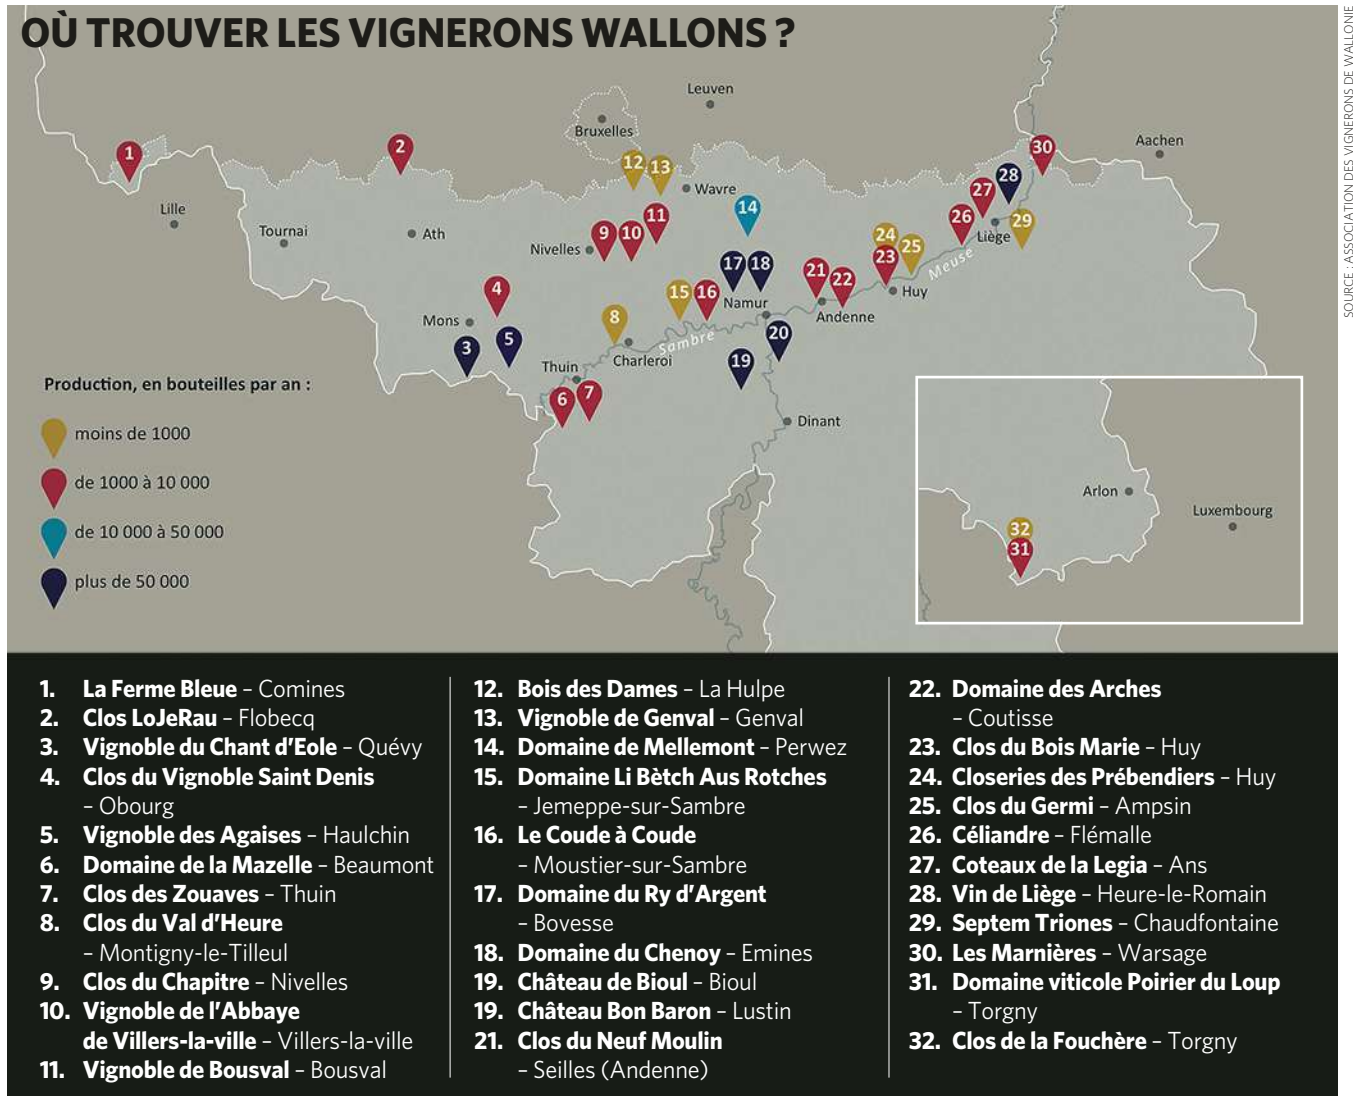 OÙ TROUVER LES VIGNERONS WALLONS ?
SOURCE : ASSOCIATION DES VIGNERONS DE WALLONIE
Leuven
Bruxelles
Aachen
1
2
12
13
30
Wavre
28
27
Lille
14
Tournai
Ath
11
9
10
Nivelles
26
Liège
29
24
25
23
Meuse
Huy
17
18
21
22
Namur
Andenne
4
15
16
Mons
8
Sambre
Charleroi
3
5
20
19
Thuin
6
7
Dinant
Production, en bouteilles par an :
moins de 1000
de 1000 à 10 000
de 10 000 à 50 000
plus de 50 000
Arlon
Luxembourg
32
31
1. La Ferme Bleue – Comines
2. Clos LoJeRau – Flobecq
3. Vignoble du Chant d'Eole – Quévy
4. Clos du Vignoble Saint Denis
– Obourg
5. Vignoble des Agaises – Haulchin
6. Domaine de la Mazelle – Beaumont
7. Clos des Zouaves – Thuin
8. Clos du Val d'Heure
– Montigny-le-Tilleul
9. Clos du Chapitre – Nivelles
10. Vignoble de l'Abbaye
de Villers-la-ville – Villers-la-ville
11. Vignoble de Bousval – Bousval
12. Bois des Dames – La Hulpe
13. Vignoble de Genval – Genval
14. Domaine de Mellemont – Perwez
15. Domaine Li Bètch Aus Rotches
– Jemeppe-sur-Sambre
16. Le Coude à Coude
– Moustier-sur-Sambre
17. Domaine du Ry d'Argent
– Bovesse
18. Domaine du Chenoy – Emines
19. Château de Bioul – Bioul
19. Château Bon Baron – Lustin
21. Clos du Neuf Moulin
– Seilles (Andenne)
22. Domaine des Arches
– Coutisse
23. Clos du Bois Marie – Huy
24. Closeries des Prébendiers – Huy
25. Clos du Germi – Ampsin
26. Céliandre – Flémalle
27. Coteaux de la Legia – Ans
28. Vin de Liège – Heure-le-Romain
29. Septem Triones – Chaudfontaine
30. Les Marnières – Warsage
31. Domaine viticole Poirier du Loup
– Torgny
32. Clos de la Fouchère – Torgny